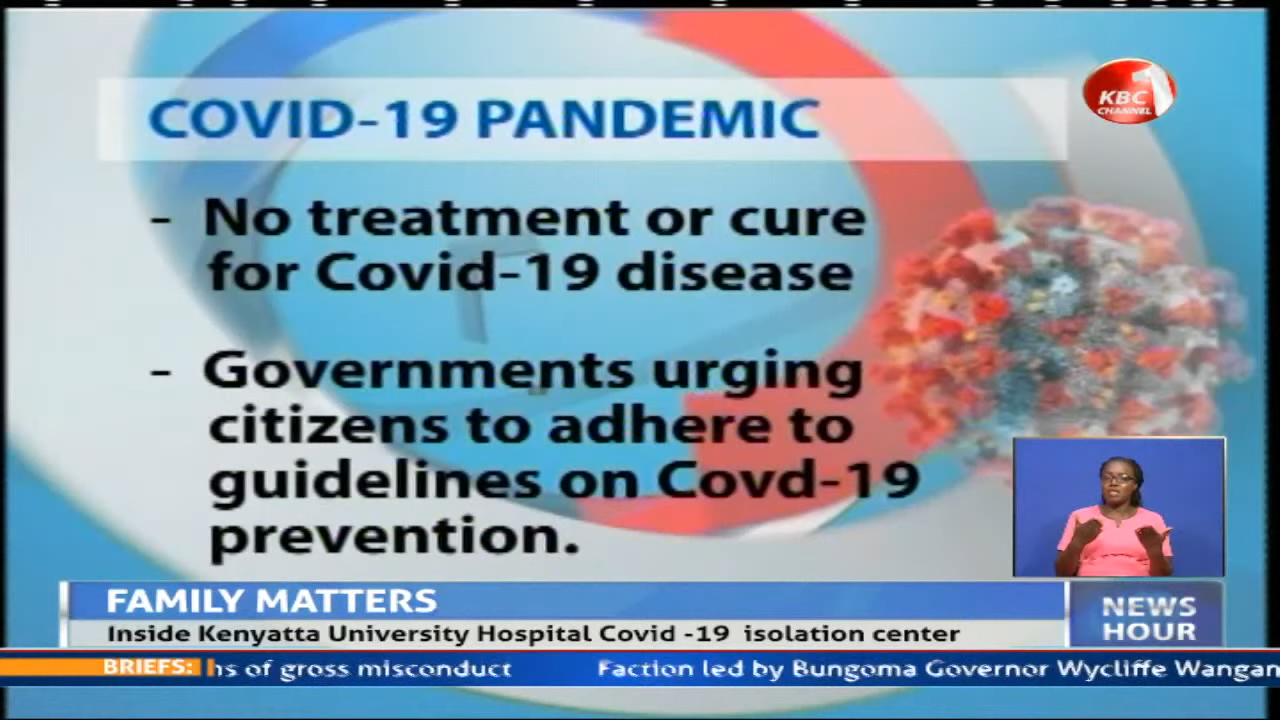 COVID-19 PANDEMIC
KBC 1
CHANNEL
- No treatment or cure
for Covid-19 disease
- Governments urging
citizens to adhere to
guidelines on Covd-19
prevention.
FAMILY MATTERS
Inside Kenyatta University Hospital Covid -19 isolation center
NEWS
HOUR
BRIEFS: ns of gross misconduct Faction led by Bungoma Governor Wycliffe Wangan